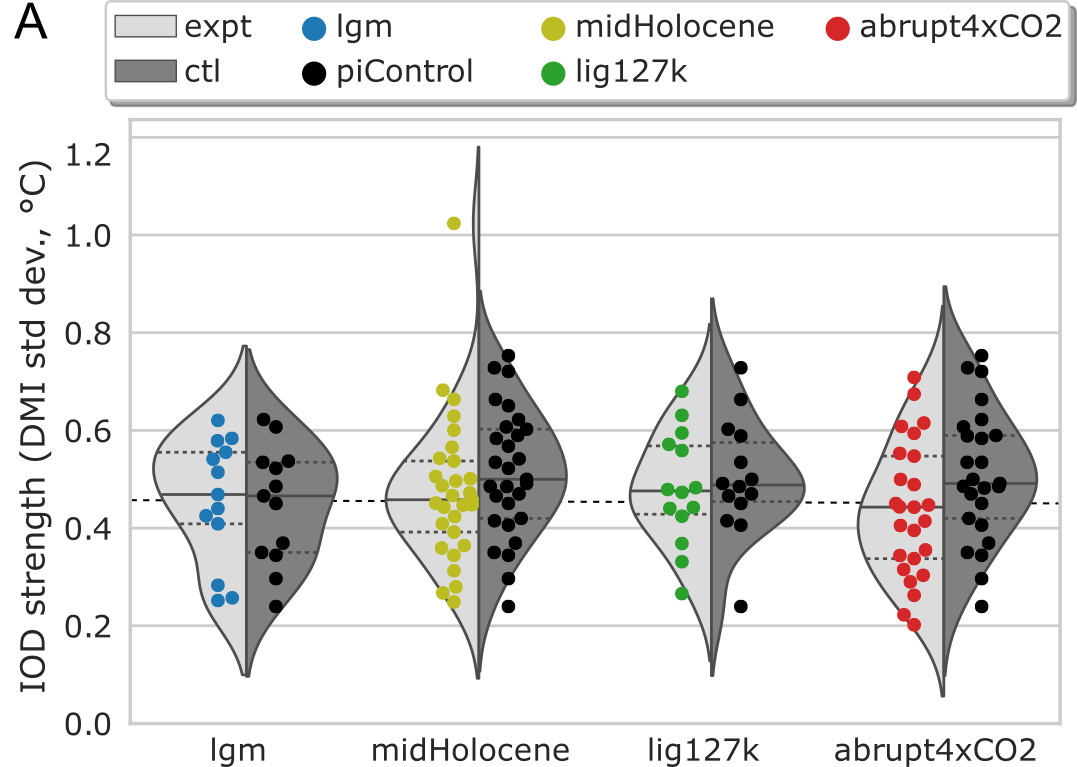 A
expt lgm midHolocene abrupt4xCO2
ctl piControl lig127k
IOD strength (DMI std dev., °C)
1.2
1.0
0.8
0.6
0.4
0.2
0.0
lgm midHolocene lig127k abrupt4xCO2